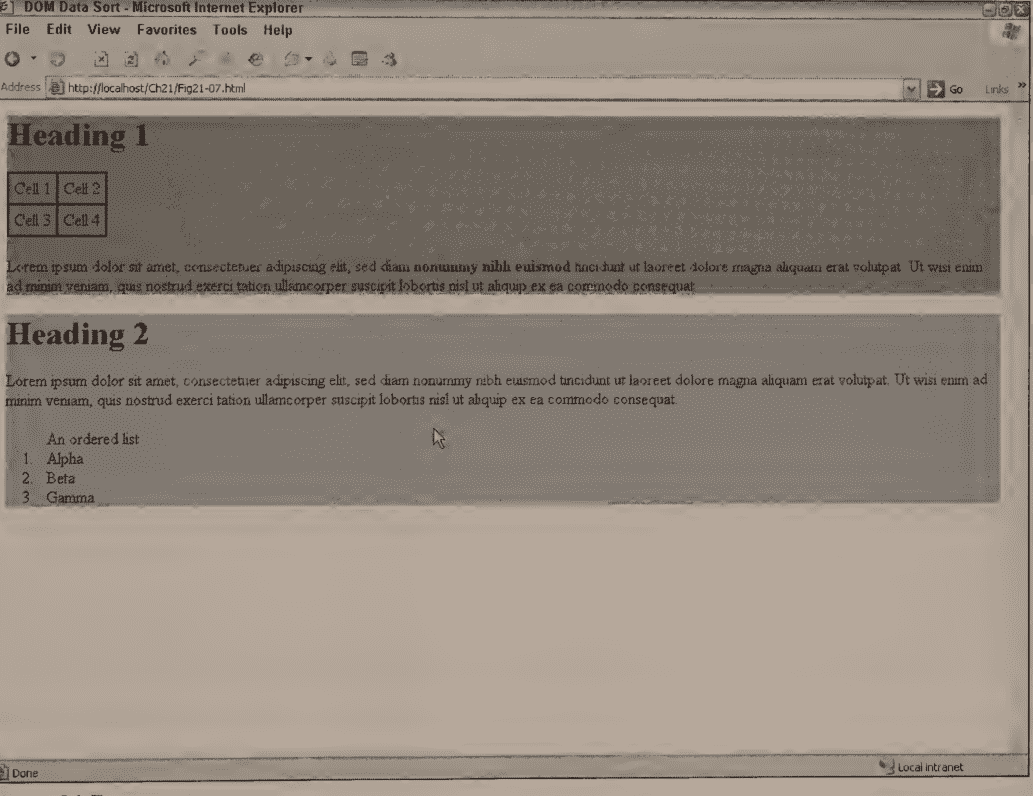 DOM Data Sort - Microsoft Internet Explorer
File Edit View Favorites Tools Help
Address http://localhost/Ch21/Fig21-07.html Go Links »
Heading 1
Cell 1 Cell 2
Cell 3 Cell 4
Lorem ipsum dolor sit amet, consectetuer adipiscing elit, sed diam nonummy nibh euismod tincidunt ut laoreet dolore magna aliquam erat volutpat. Ut wisi enim
ad minim veniam, quis nostrud exerci tation ullamcorper suscipit lobortis nisl ut aliquip ex ea commodo consequat.
Heading 2
Lorem ipsum dolor sit amet, consectetuer adipiscing elit, sed diam nonummy nibh euismod tincidunt ut laoreet dolore magna aliquam erat volutpat. Ut wisi enim ad
minim veniam, quis nostrud exerci tation ullamcorper suscipit lobortis nisl ut aliquip ex ea commodo consequat.
An ordered list
1. Alpha
2. Beta
3. Gamma
Done Local intranet